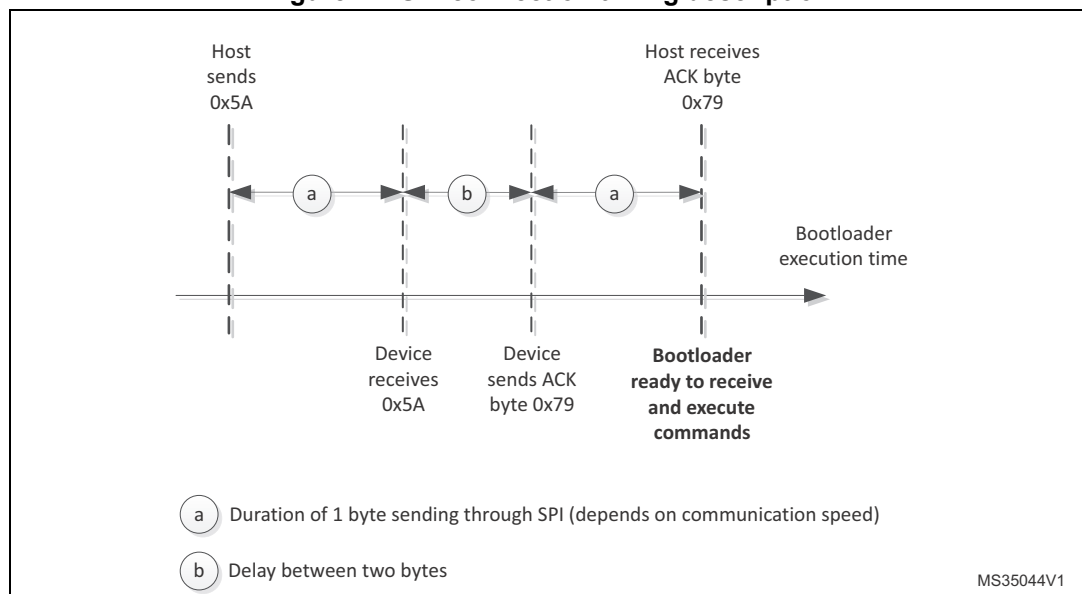 Host
sends
0x5A
Host receives
ACK byte
0x79
a
b
a
Bootloader
execution time
Device
receives
0x5A
Device
sends ACK
byte 0x79
Bootloader
ready to receive
and execute
commands
a Duration of 1 byte sending through SPI (depends on communication speed)
b Delay between two bytes
MS35044V1